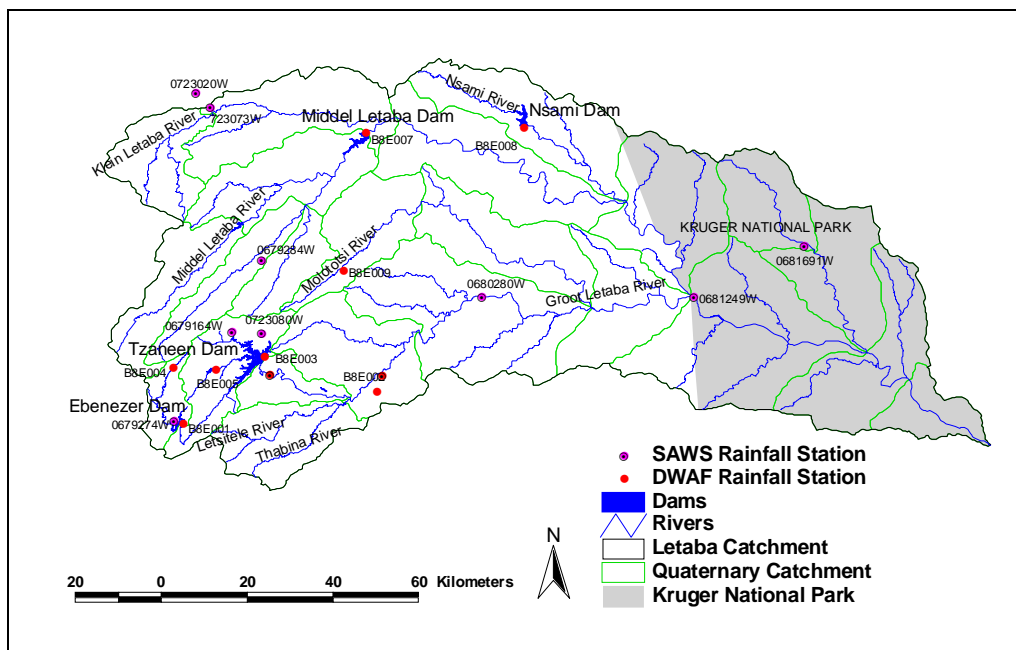 0723020W
723073W
Klein Letaba River
Middel Letaba Dam
B8E007
Nsami River
Nsami Dam
B8E008
Middel Letaba River
0679284W
Molototsi River
B8E009
0680280W
Groot Letaba River
KRUGER NATIONAL PARK
0681691W
0681249W
0679164W
0723080W
Tzaneen Dam
B8E003
B8E004
B8E005
B8E002
Ebenezer Dam
0679274W
B8E001
Letsitele River
Thabina River
SAWS Rainfall Station
DWAF Rainfall Station
Dams
Rivers
Letaba Catchment
Quaternary Catchment
Kruger National Park
N
20 0 20 40 60 Kilometers